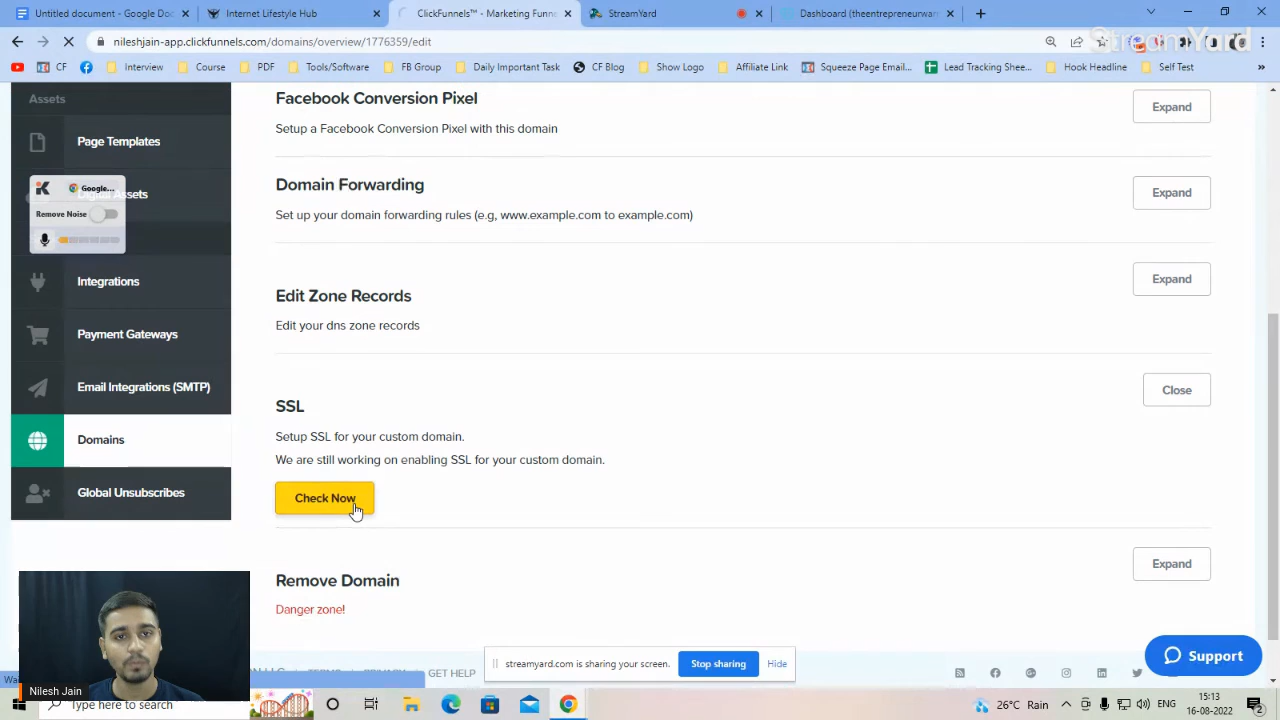 Untitled document - Google Doc
Internet Lifestyle Hub
ClickFunnels™ - Marketing Funn
StreamYard
Dashboard (theentrepreneurwar
nileshjain-app.clickfunnels.com/domains/overview/1776359/edit
StreamYard
CF
Interview
Course
PDF
Tools/Software
FB Group
Daily Important Task
CF Blog
Show Logo
Affiliate Link
Squeeze Page Email...
Lead Tracking Shee...
Hook Headline
Self Test
»
Assets
Page Templates
Digital Assets
Google...
Remove Noise
Integrations
Payment Gateways
Email Integrations (SMTP)
Domains
Global Unsubscribes
Facebook Conversion Pixel
Expand
Setup a Facebook Conversion Pixel with this domain
Domain Forwarding
Expand
Set up your domain forwarding rules (e.g, www.example.com to example.com)
Edit Zone Records
Expand
Edit your dns zone records
SSL
Close
Setup SSL for your custom domain.
We are still working on enabling SSL for your custom domain.
Check Now
Remove Domain
Expand
Danger zone!
GET HELP
streamyard.com is sharing your screen.
Stop sharing
Hide
Support
Nilesh Jain
Type here to search
26°C Rain
ENG
15:13
16-08-2022
2